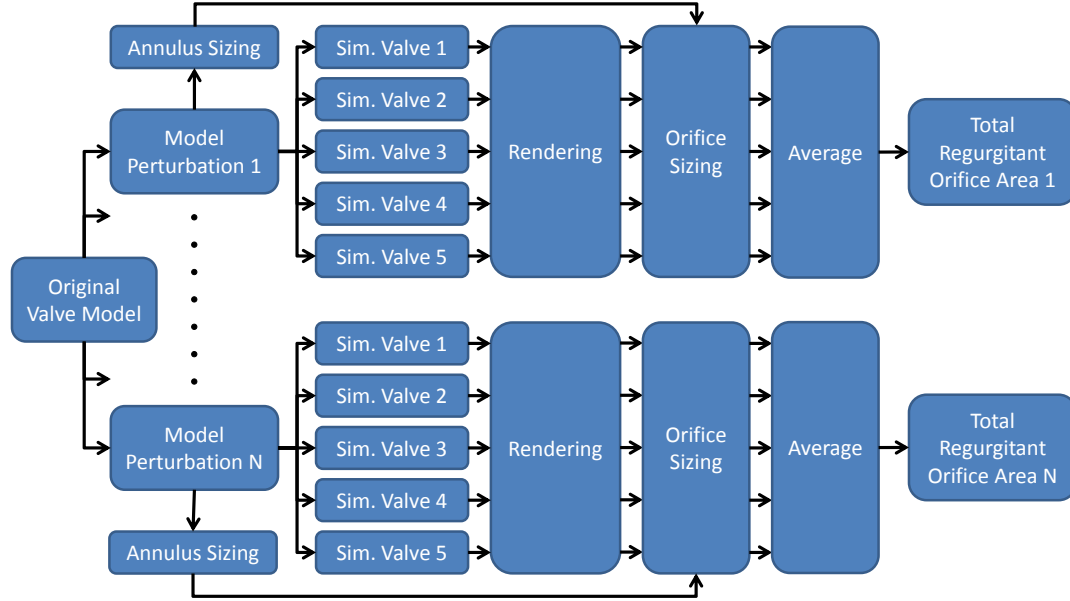 Annulus Sizing
Model
Perturbation 1
Sim. Valve 1
Sim. Valve 2
Sim. Valve 3
Sim. Valve 4
Sim. Valve 5
Rendering
Orifice
Sizing
Average
Total
Regurgitant
Orifice Area 1
Original
Valve Model
Model
Perturbation N
Annulus Sizing
Sim. Valve 1
Sim. Valve 2
Sim. Valve 3
Sim. Valve 4
Sim. Valve 5
Rendering
Orifice
Sizing
Average
Total
Regurgitant
Orifice Area N